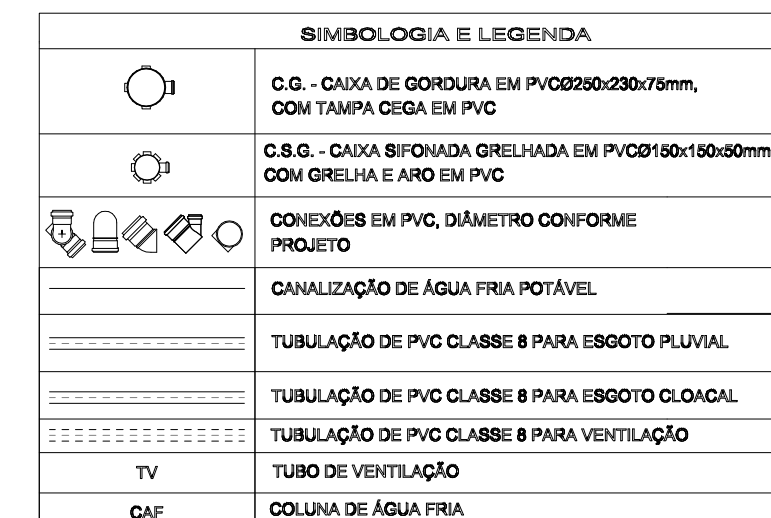 SIMBOLOGIA E LEGENDA
C.G. - CAIXA DE GORDURA EM PVCØ250x230x75mm,
COM TAMPA CEGA EM PVC
C.S.G. - CAIXA SIFONADA GRELHADA EM PVCØ150x150x50mm
COM GRELHA E ARO EM PVC
CONEXÕES EM PVC, DIÂMETRO CONFORME
PROJETO
CANALIZAÇÃO DE ÁGUA FRIA POTÁVEL
TUBULAÇÃO DE PVC CLASSE 8 PARA ESGOTO PLUVIAL
TUBULAÇÃO DE PVC CLASSE 8 PARA ESGOTO CLOACAL
TUBULAÇÃO DE PVC CLASSE 8 PARA VENTILAÇÃO
TV TUBO DE VENTILAÇÃO
CAF COLUNA DE ÁGUA FRIA